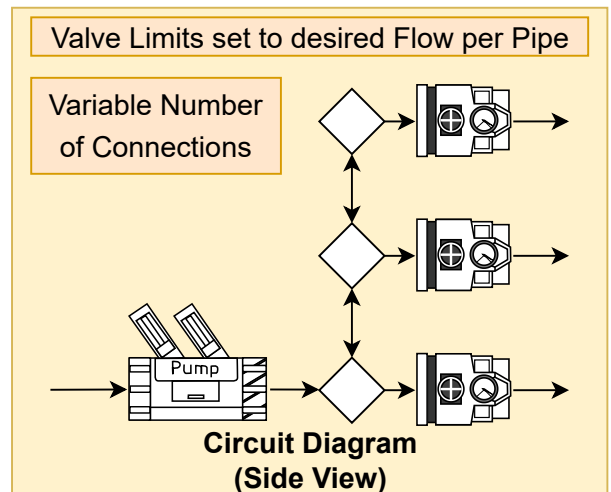 Valve Limits set to desired Flow per Pipe
Variable Number
of Connections
Pump
Circuit Diagram
(Side View)